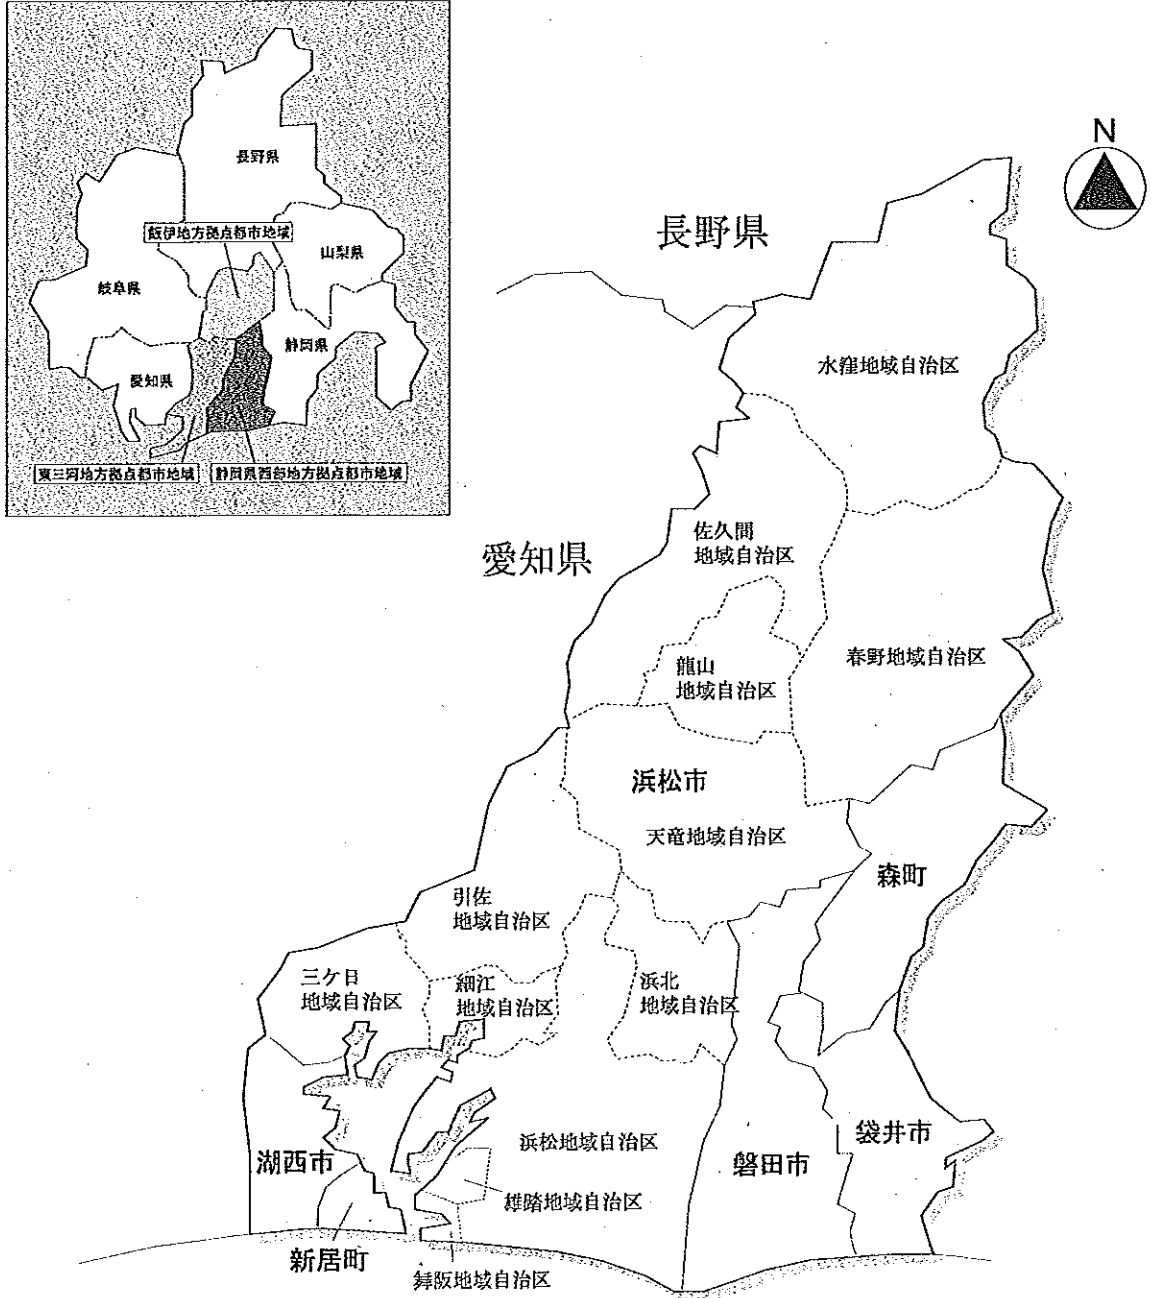 長野県
飯伊地方拠点都市地域
山梨県
岐阜県
静岡県
愛知県
東三河地方拠点都市地域
静岡県西部地方拠点都市地域
N
長野県
水窪地域自治区
愛知県
佐久間
地域自治区
龍山
地域自治区
春野地域自治区
浜松市
天竜地域自治区
森町
引佐
地域自治区
三ケ日
地域自治区
細江
地域自治区
浜北
地域自治区
浜松地域自治区
湖西市
磐田市
袋井市
雄踏地域自治区
新居町
舞阪地域自治区